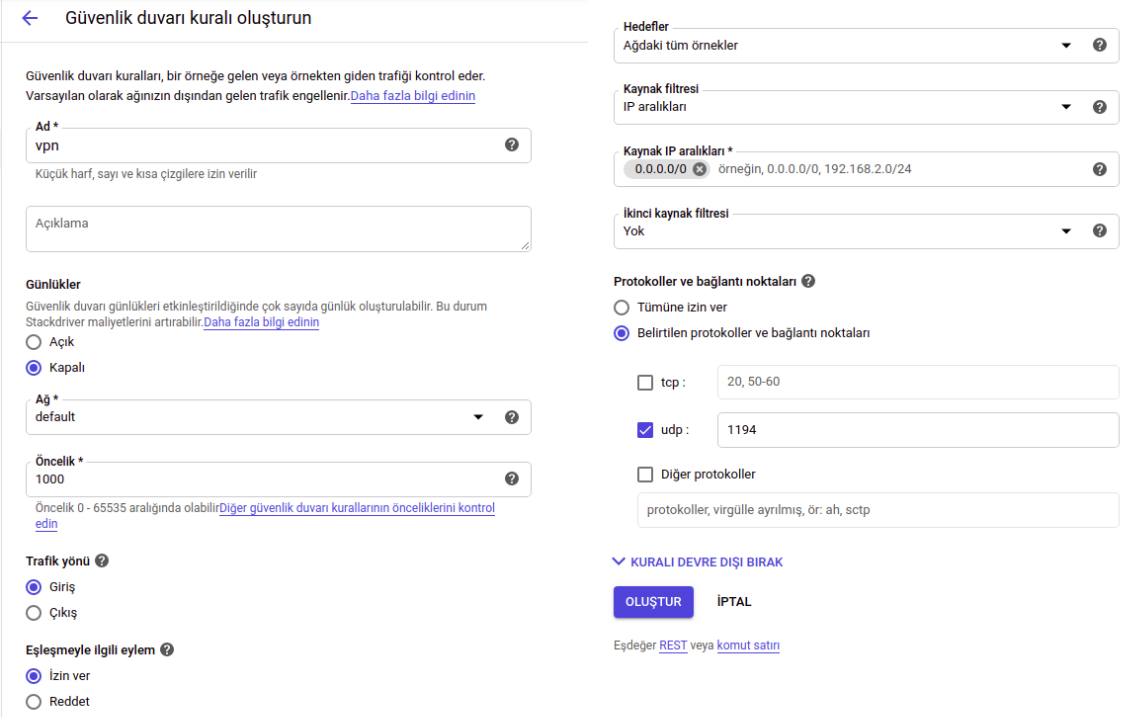 Güvenlik duvarı kuralı oluşturun
Güvenlik duvarı kuralları, bir örneğe gelen veya örnekten giden trafiği kontrol eder.
Varsayılan olarak ağınızın dışından gelen trafik engellenir.Daha fazla bilgi edinin
Ad *
vpn
Küçük harf, sayı ve kısa çizgilere izin verilir
Açıklama
Günlükler
Güvenlik duvarı günlükleri etkinleştirildiğinde çok sayıda günlük oluşturulabilir. Bu durum
Stackdriver maliyetlerini artırabilir.Daha fazla bilgi edinin
Açık
Kapalı
Ağ *
default
Öncelik *
1000
Öncelik 0 - 65535 aralığında olabilirDiğer güvenlik duvarı kurallarının önceliklerini kontrol
edin
Trafik yönü
Giriş
Çıkış
Eşleşmeyle ilgili eylem
İzin ver
Reddet
Hedefler
Ağdaki tüm örnekler
Kaynak filtresi
IP aralıkları
Kaynak IP aralıkları *
0.0.0.0/0 örneğin, 0.0.0.0/0, 192.168.2.0/24
İkinci kaynak filtresi
Yok
Protokoller ve bağlantı noktaları
Tümüne izin ver
Belirtilen protokoller ve bağlantı noktaları
tcp : 20, 50-60
udp : 1194
Diğer protokoller
protokoller, virgülle ayrılmış, ör: ah, sctp
KURALI DEVRE DIŞI BIRAK
OLUŞTUR İPTAL
Eşdeğer REST veya komut satırı